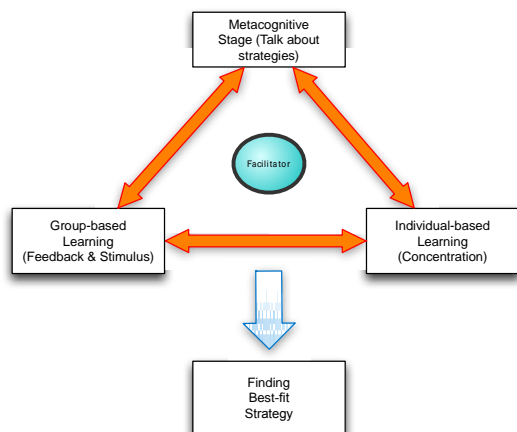 Metacognitive
Stage (Talk about
strategies)
Facilitator
Group-based
Learning
(Feedback & Stimulus)
Individual-based
Learning
(Concentration)
Finding
Best-fit
Strategy